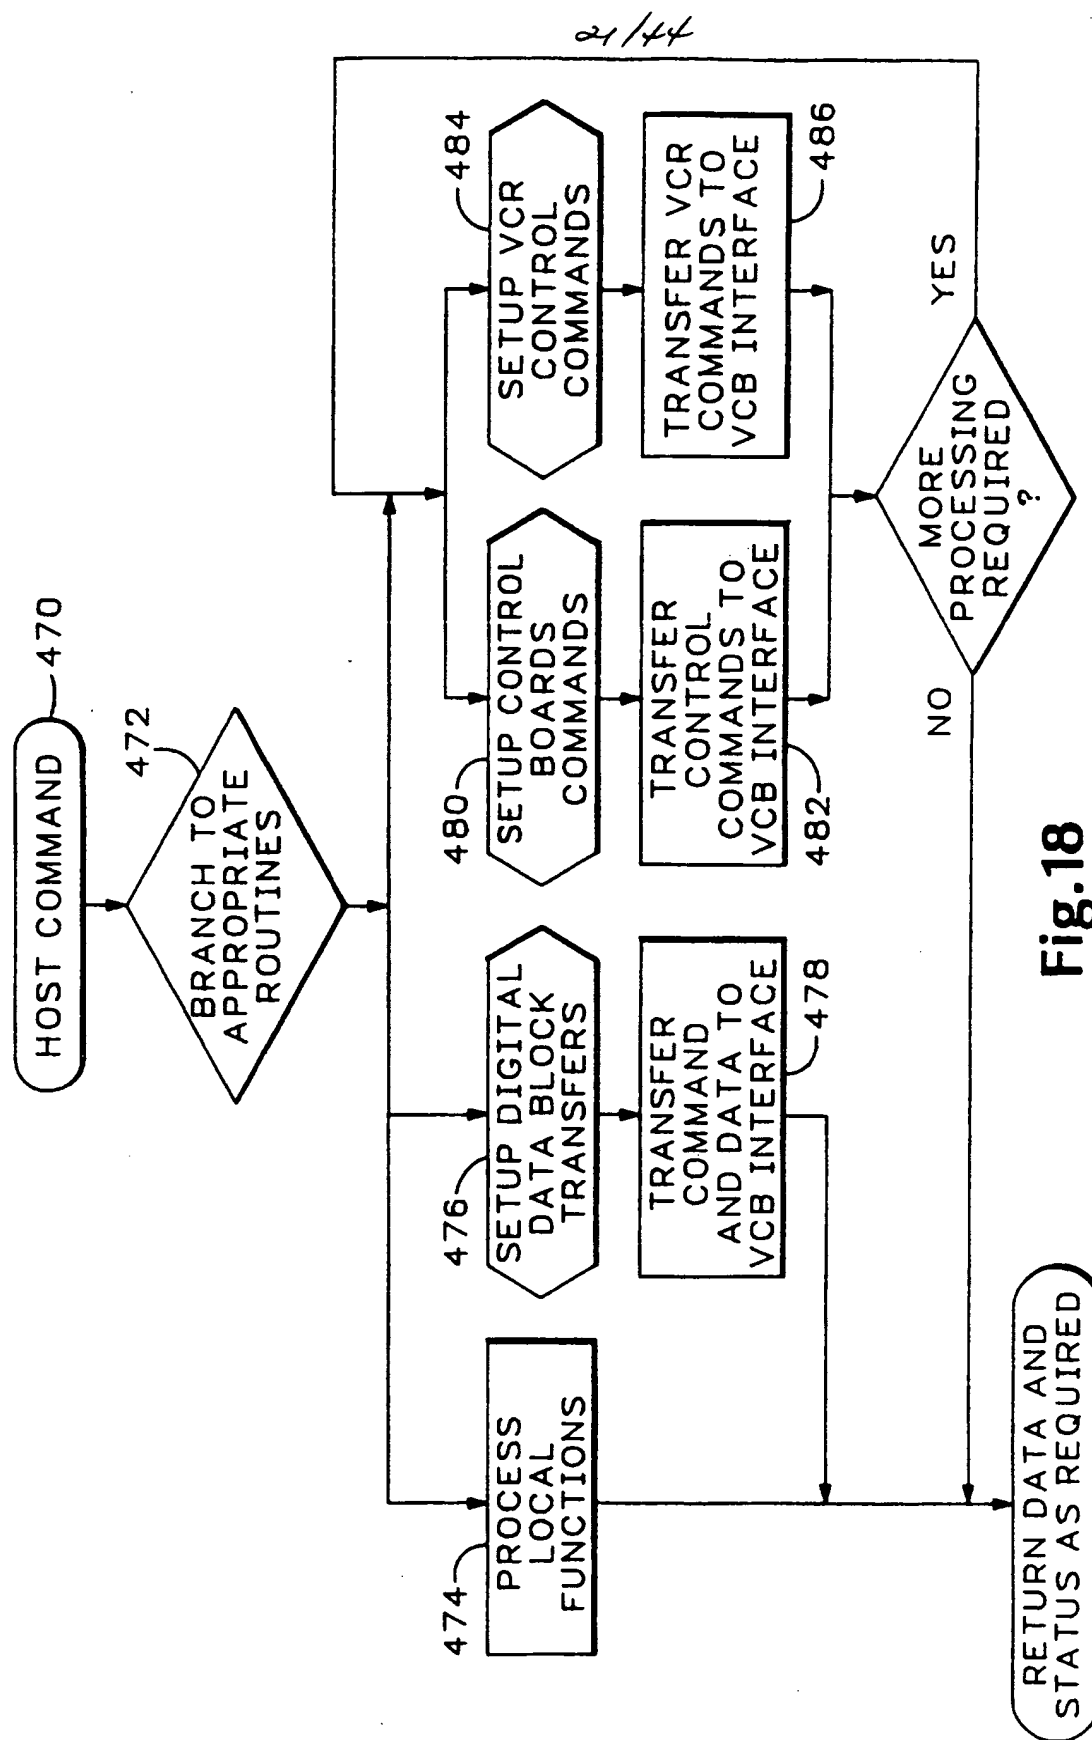 21/44
HOST COMMAND
470
472
BRANCH TO
APPROPRIATE
ROUTINES
474
PROCESS
LOCAL
FUNCTIONS
476
SETUP DIGITAL
DATA BLOCK
TRANSFERS
TRANSFER
COMMAND
AND DATA TO
VCB INTERFACE
478
480
SETUP CONTROL
BOARDS
COMMANDS
TRANSFER
CONTROL
COMMANDS TO
VCB INTERFACE
482
484
SETUP VCR
CONTROL
COMMANDS
TRANSFER VCR
COMMANDS TO
VCB INTERFACE
486
MORE
PROCESSING
REQUIRED
?
NO
YES
RETURN DATA AND
STATUS AS REQUIRED
Fig.18